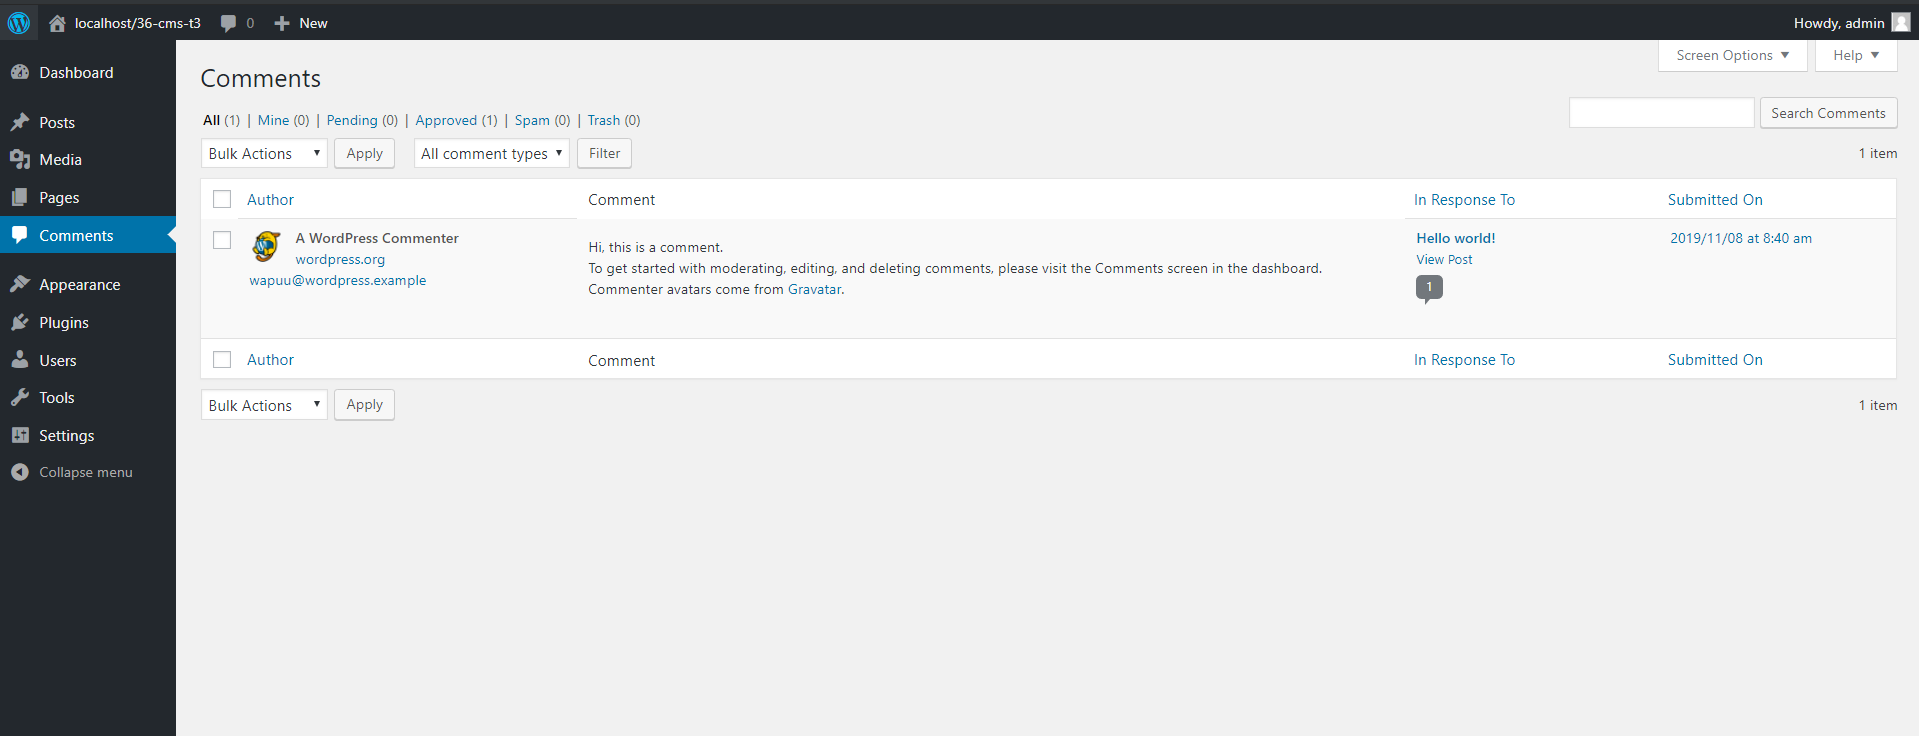 localhost/36-cms-t3 0 New Howdy, admin
Screen Options Help
Dashboard
Posts
Media
Pages
Comments
Appearance
Plugins
Users
Tools
Settings
Collapse menu
Comments
All (1) | Mine (0) | Pending (0) | Approved (1) | Spam (0) | Trash (0)
Search Comments
Bulk Actions Apply All comment types Filter 1 item
Author Comment In Response To Submitted On
A WordPress Commenter
wordpress.org
wapuu@wordpress.example
Hi, this is a comment.
To get started with moderating, editing, and deleting comments, please visit the Comments screen in the dashboard.
Commenter avatars come from Gravatar.
Hello world!
View Post
1
2019/11/08 at 8:40 am
Author Comment In Response To Submitted On
Bulk Actions Apply 1 item